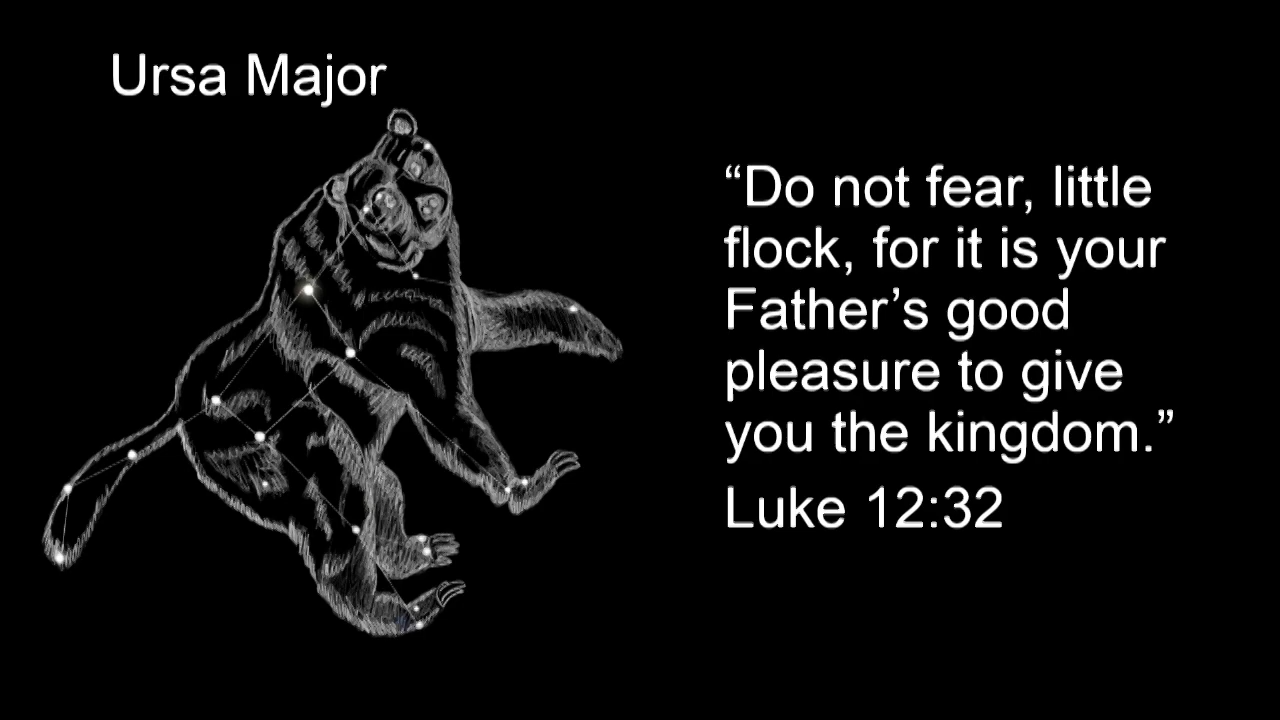 Ursa Major
“Do not fear, little
flock, for it is your
Father’s good
pleasure to give
you the kingdom.”
Luke 12:32